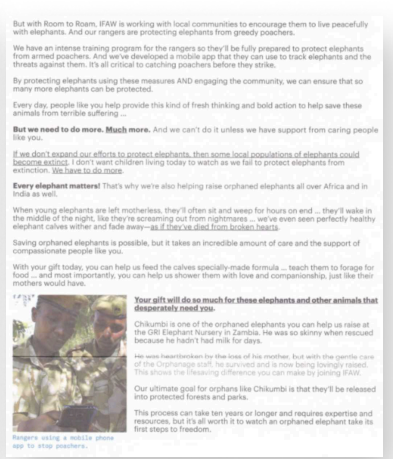 But with Room to Roam, IFAW is working with local communities to encourage them to live peacefully
with elephants. And our rangers are protecting elephants from greedy poachers.
We have an intense training program for the rangers so they'll be fully prepared to protect elephants
from armed poachers. And we've developed a mobile app that they can use to track elephants and the
threats against them. It's all critical to catching poachers before they strike.
By protecting elephants using these measures AND engaging the community, we can ensure that so
many more elephants can be protected.
Every day, people like you help provide this kind of fresh thinking and bold action to help save these
animals from terrible suffering ...
But we need to do more. Much more. And we can't do it unless we have support from caring people
like you.
If we don't expand our efforts to protect elephants, then some local populations of elephants could
become extinct. I don't want children living today to watch as we fail to protect elephants from
extinction. We have to do more.
Every elephant matters! That's why we're also helping raise orphaned elephants all over Africa and in
India as well.
When young elephants are left motherless, they'll often sit and weep for hours on end ... they'll wake in
the middle of the night, like they're screaming out from nightmares ... we've even seen perfectly healthy
elephant calves wither and fade away—as if they've died from broken hearts.
Saving orphaned elephants is possible, but it takes an incredible amount of care and the support of
compassionate people like you.
With your gift today, you can help us feed the calves specially-made formula ... teach them to forage for
food ... and most importantly, you can help us shower them with love and companionship, just like their
mothers would have.
Your gift will do so much for these elephants and other animals that
desperately need you.
Chikumbi is one of the orphaned elephants you can help us raise at
the GRI Elephant Nursery in Zambia. He was so skinny when rescued
because he hadn't had milk for days.
He was heartbroken by the loss of his mother, but with the gentle care
of the Orphanage staff, he survived and is now being lovingly raised.
This shows the lifesaving difference you can make by joining IFAW.
Our ultimate goal for orphans like Chikumbi is that they'll be released
into protected forests and parks.
This process can take ten years or longer and requires expertise and
resources, but it's all worth it to watch an orphaned elephant take its
first steps to freedom.
Rangers using a mobile phone
app to stop poachers.